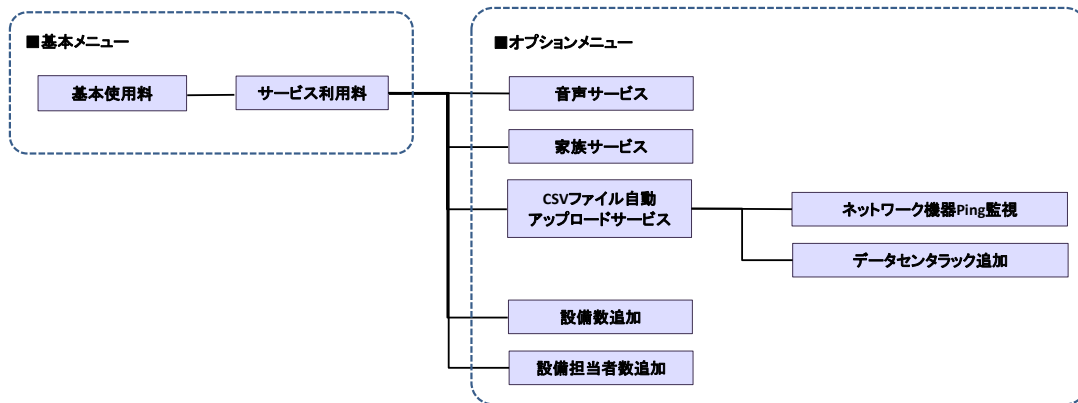 ■基本メニュー
基本使用料
サービス利用料
■オプションメニュー
音声サービス
家族サービス
CSVファイル自動
アップロードサービス
ネットワーク機器Ping監視
データセンタラック追加
設備数追加
設備担当者数追加